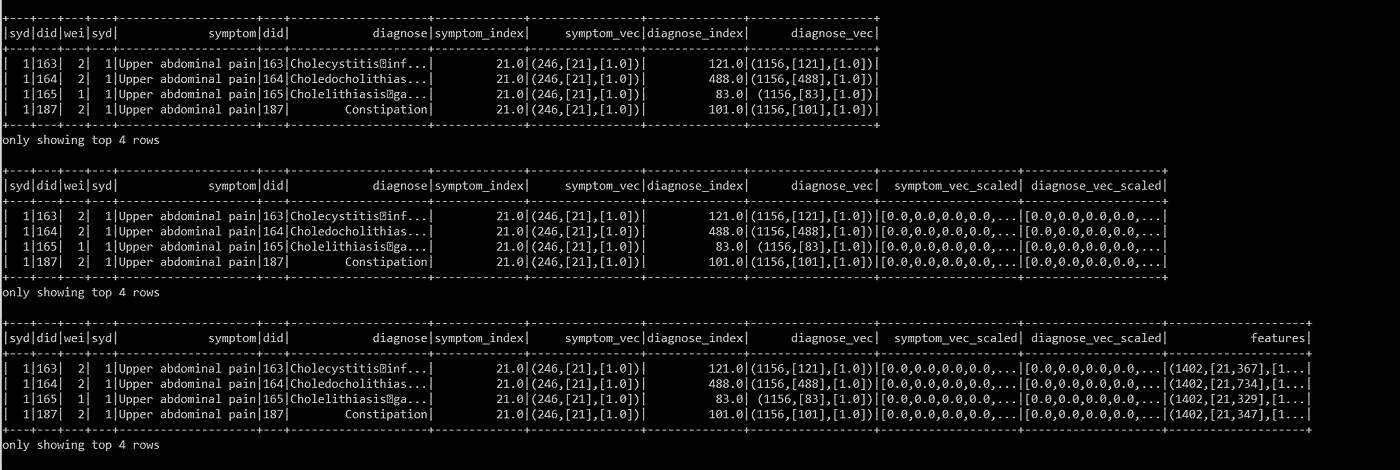 +---+---+---+---+--------------------+---+--------------------+-------------+----------------+--------------+------------------+
|syd|did|wei|syd|             symptom|did|            diagnose|symptom_index|     symptom_vec|diagnose_index|      diagnose_vec|
+---+---+---+---+--------------------+---+--------------------+-------------+----------------+--------------+------------------+
|  1|163|  2|  1|Upper abdominal pain|163|Cholecystitis�inf...|         21.0|(246,[21],[1.0])|         121.0|(1156,[121],[1.0])|
|  1|164|  2|  1|Upper abdominal pain|164|Choledocholithias...|         21.0|(246,[21],[1.0])|         488.0|(1156,[488],[1.0])|
|  1|165|  1|  1|Upper abdominal pain|165|Cholelithiasis�ga...|         21.0|(246,[21],[1.0])|          83.0| (1156,[83],[1.0])|
|  1|187|  2|  1|Upper abdominal pain|187|        Constipation|         21.0|(246,[21],[1.0])|         101.0|(1156,[101],[1.0])|
+---+---+---+---+--------------------+---+--------------------+-------------+----------------+--------------+------------------+
only showing top 4 rows
+---+---+---+---+--------------------+---+--------------------+-------------+----------------+--------------+------------------+--------------------+--------------------+
|syd|did|wei|syd|             symptom|did|            diagnose|symptom_index|     symptom_vec|diagnose_index|      diagnose_vec|  symptom_vec_scaled| diagnose_vec_scaled|
+---+---+---+---+--------------------+---+--------------------+-------------+----------------+--------------+------------------+--------------------+--------------------+
|  1|163|  2|  1|Upper abdominal pain|163|Cholecystitis�inf...|         21.0|(246,[21],[1.0])|         121.0|(1156,[121],[1.0])|[0.0,0.0,0.0,0.0,...|[0.0,0.0,0.0,0.0,...|
|  1|164|  2|  1|Upper abdominal pain|164|Choledocholithias...|         21.0|(246,[21],[1.0])|         488.0|(1156,[488],[1.0])|[0.0,0.0,0.0,0.0,...|[0.0,0.0,0.0,0.0,...|
|  1|165|  1|  1|Upper abdominal pain|165|Cholelithiasis�ga...|         21.0|(246,[21],[1.0])|          83.0| (1156,[83],[1.0])|[0.0,0.0,0.0,0.0,...|[0.0,0.0,0.0,0.0,...|
|  1|187|  2|  1|Upper abdominal pain|187|        Constipation|         21.0|(246,[21],[1.0])|         101.0|(1156,[101],[1.0])|[0.0,0.0,0.0,0.0,...|[0.0,0.0,0.0,0.0,...|
+---+---+---+---+--------------------+---+--------------------+-------------+----------------+--------------+------------------+--------------------+--------------------+
only showing top 4 rows
+---+---+---+---+--------------------+---+--------------------+-------------+----------------+--------------+------------------+--------------------+--------------------+--------------------+
|syd|did|wei|syd|             symptom|did|            diagnose|symptom_index|     symptom_vec|diagnose_index|      diagnose_vec|  symptom_vec_scaled| diagnose_vec_scaled|            features|
+---+---+---+---+--------------------+---+--------------------+-------------+----------------+--------------+------------------+--------------------+--------------------+--------------------+
|  1|163|  2|  1|Upper abdominal pain|163|Cholecystitis�inf...|         21.0|(246,[21],[1.0])|         121.0|(1156,[121],[1.0])|[0.0,0.0,0.0,0.0,...|[0.0,0.0,0.0,0.0,...|(1402,[21,367],[1...|
|  1|164|  2|  1|Upper abdominal pain|164|Choledocholithias...|         21.0|(246,[21],[1.0])|         488.0|(1156,[488],[1.0])|[0.0,0.0,0.0,0.0,...|[0.0,0.0,0.0,0.0,...|(1402,[21,734],[1...|
|  1|165|  1|  1|Upper abdominal pain|165|Cholelithiasis�ga...|         21.0|(246,[21],[1.0])|          83.0| (1156,[83],[1.0])|[0.0,0.0,0.0,0.0,...|[0.0,0.0,0.0,0.0,...|(1402,[21,329],[1...|
|  1|187|  2|  1|Upper abdominal pain|187|        Constipation|         21.0|(246,[21],[1.0])|         101.0|(1156,[101],[1.0])|[0.0,0.0,0.0,0.0,...|[0.0,0.0,0.0,0.0,...|(1402,[21,347],[1...|
+---+---+---+---+--------------------+---+--------------------+-------------+----------------+--------------+------------------+--------------------+--------------------+--------------------+
only showing top 4 rows